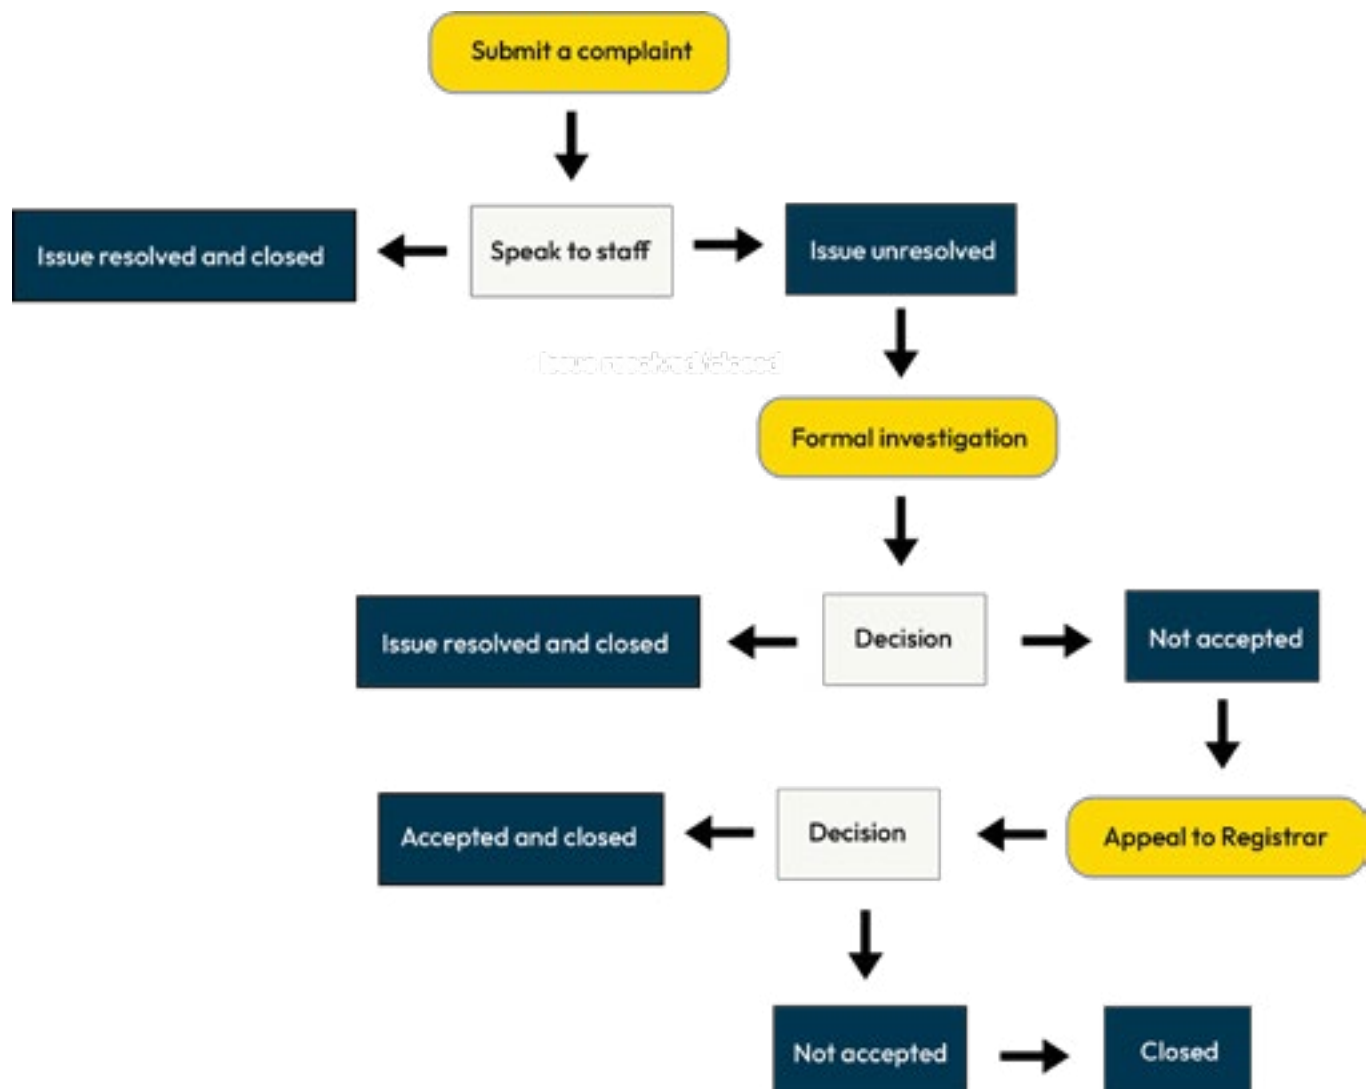 Submit a complaint
Issue resolved and closed
Speak to staff
Issue unresolved
Formal investigation
Issue resolved and closed
Decision
Not accepted
Accepted and closed
Decision
Appeal to Registrar
Not accepted
Closed